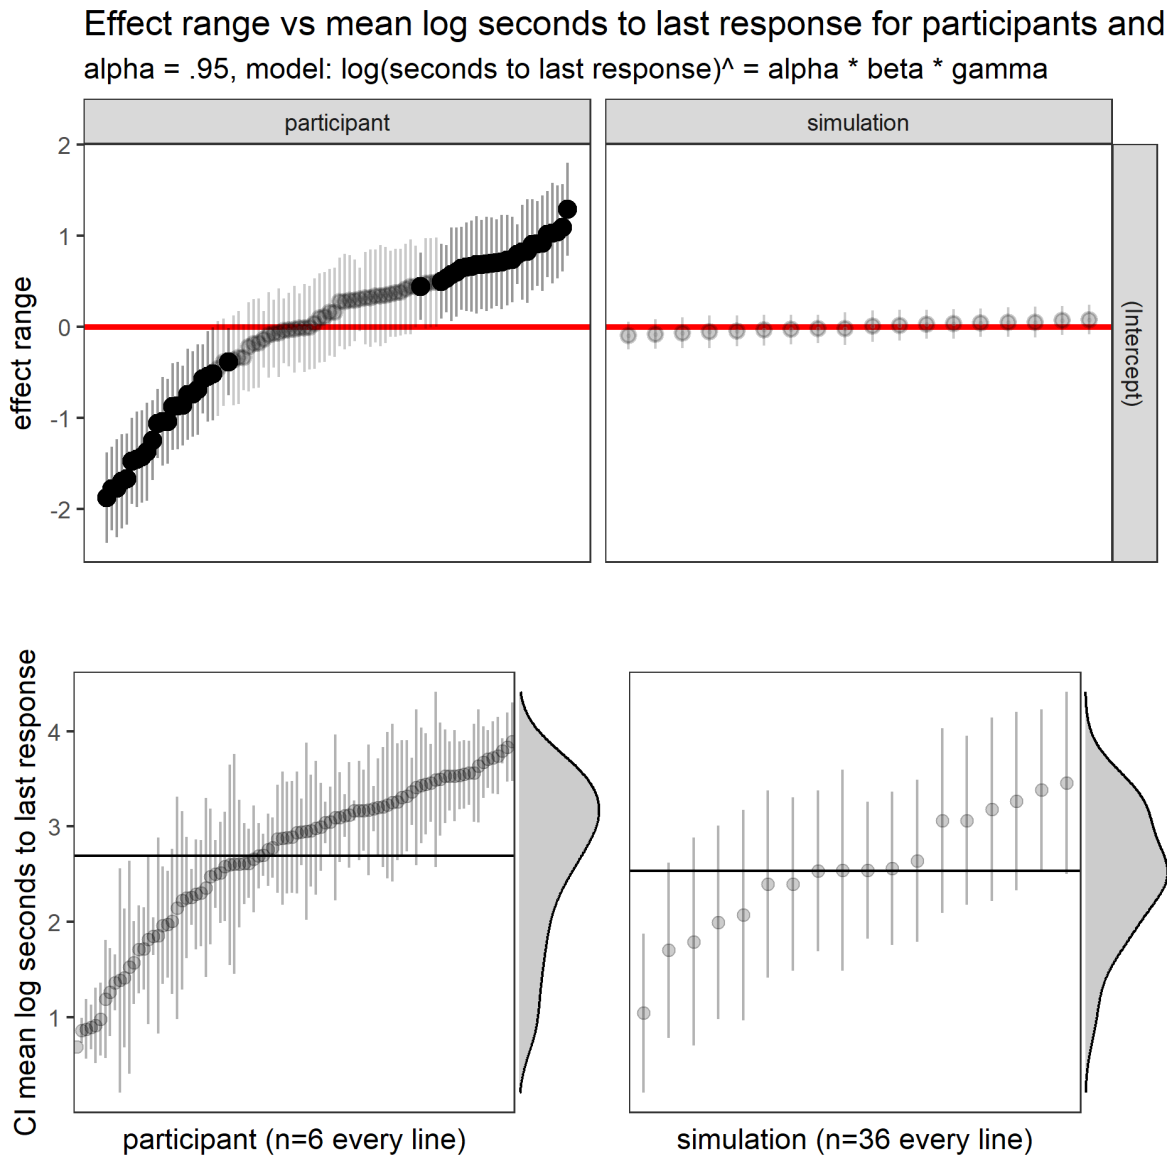 Effect range vs mean log seconds to last response for participants and
alpha = .95, model: log(seconds to last response)^ = alpha * beta * gamma
participant
simulation
2
1
0
-1
-2
effect range
(Intercept)
4
3
2
1
CI mean log seconds to last response
participant (n=6 every line)
simulation (n=36 every line)